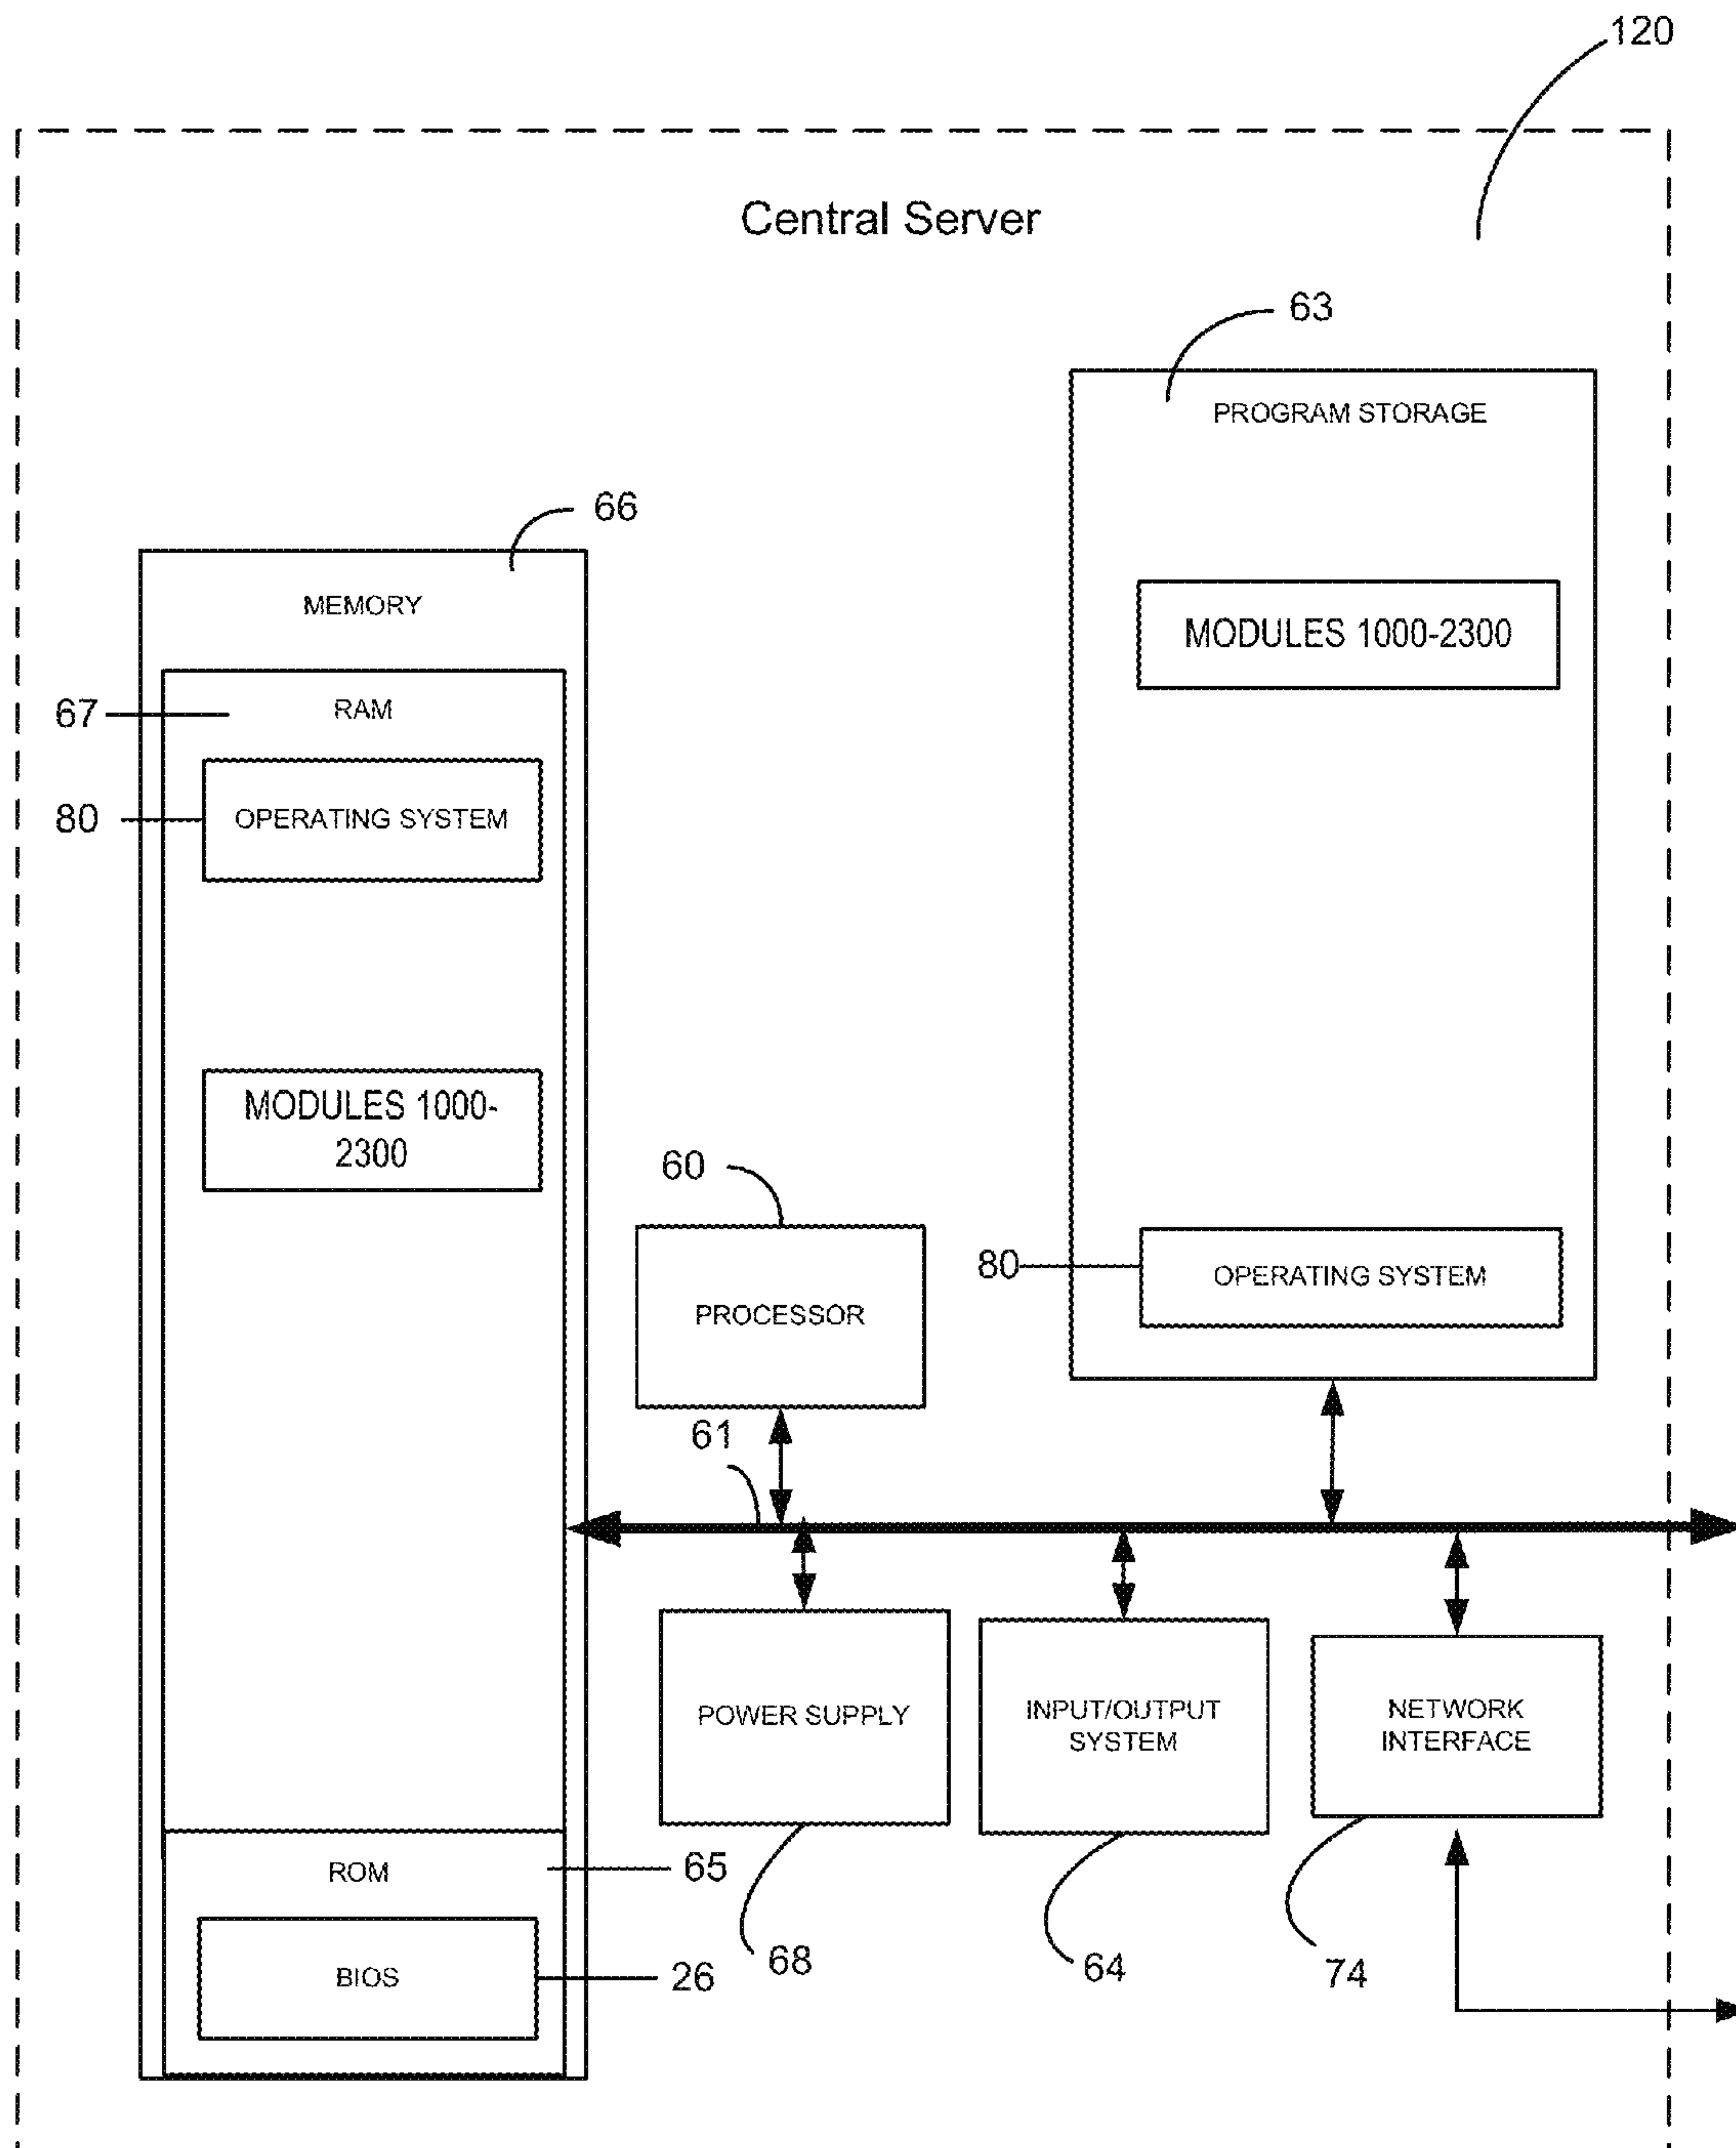 120
Central Server
63
PROGRAM STORAGE
66
MEMORY
MODULES 1000-2300
67
RAM
80
OPERATING SYSTEM
MODULES 1000-
2300
60
PROCESSOR
80
OPERATING SYSTEM
61
POWER SUPPLY
INPUT/OUTPUT
SYSTEM
NETWORK
INTERFACE
ROM
65
68
64
74
BIOS
26